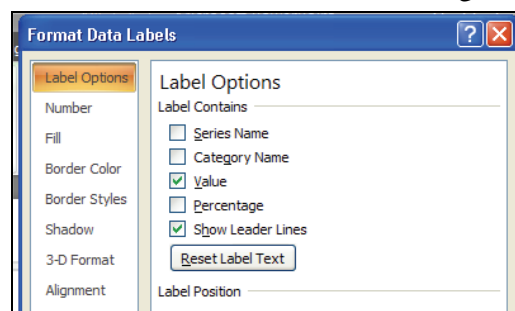 Format Data Labels
Label Options
Number
Fill
Border Color
Border Styles
Shadow
3-D Format
Alignment
Label Options
Label Contains
Series Name
Category Name
Value
Percentage
Show Leader Lines
Reset Label Text
Label Position